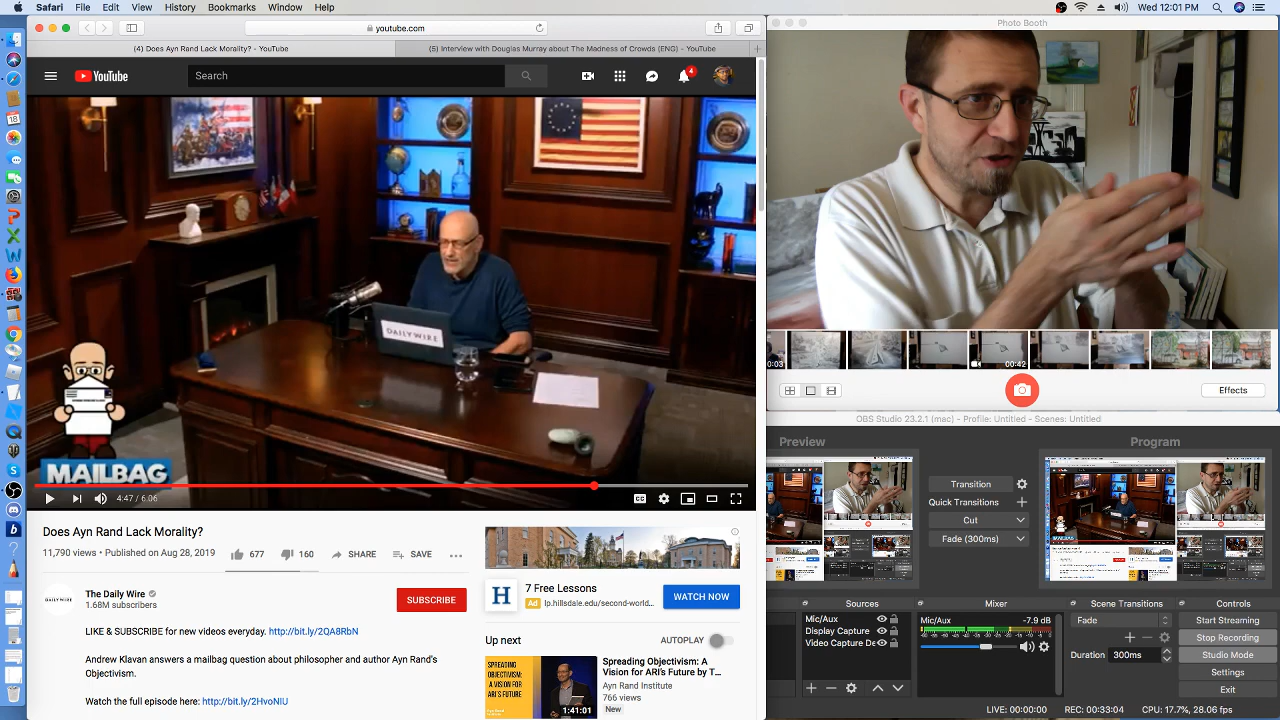 Safari File Edit View History Bookmarks Window Help
Wed 12:01 PM
youtube.com
(4) Does Ayn Rand Lack Morality? - YouTube
(5) Interview with Douglas Murray about The Madness of Crowds (ENG) - YouTube
YouTube
Search
4
DAILYWIRE
MAILBAG
4:47 / 6:06
Does Ayn Rand Lack Morality?
11,790 views • Published on Aug 28, 2019
677
160
SHARE
SAVE
DAILYWIRE
The Daily Wire
1.68M subscribers
SUBSCRIBE
LIKE & SUBSCRIBE for new videos everyday. http://bit.ly/2QA8RbN
Andrew Klavan answers a mailbag question about philosopher and author Ayn Rand's
Objectivism.
Watch the full episode here: http://bit.ly/2HvoNIU
H
7 Free Lessons
Ad lp.hillsdale.edu/second-world...
WATCH NOW
Up next
AUTOPLAY
SPREADING
OBJECTIVISM:
A VISION FOR
ARI'S FUTURE
1:41:01
Spreading Objectivism: A
Vision for ARI's Future by T...
Ayn Rand Institute
766 views
New
Photo Booth
0:03
00:42
Effects
OBS Studio 23.2.1 (mac) - Profile: Untitled - Scenes: Untitled
Preview
Program
Transition
Quick Transitions
Cut
Fade (300ms)
Sources
Mic/Aux
Display Capture
Video Capture De
Mixer
Mic/Aux
-7.9 dB
Scene Transitions
Fade
Duration 300ms
Controls
Start Streaming
Stop Recording
Studio Mode
Settings
Exit
LIVE: 00:00:00
REC: 00:33:04
CPU: 17.7%, 28.06 fps